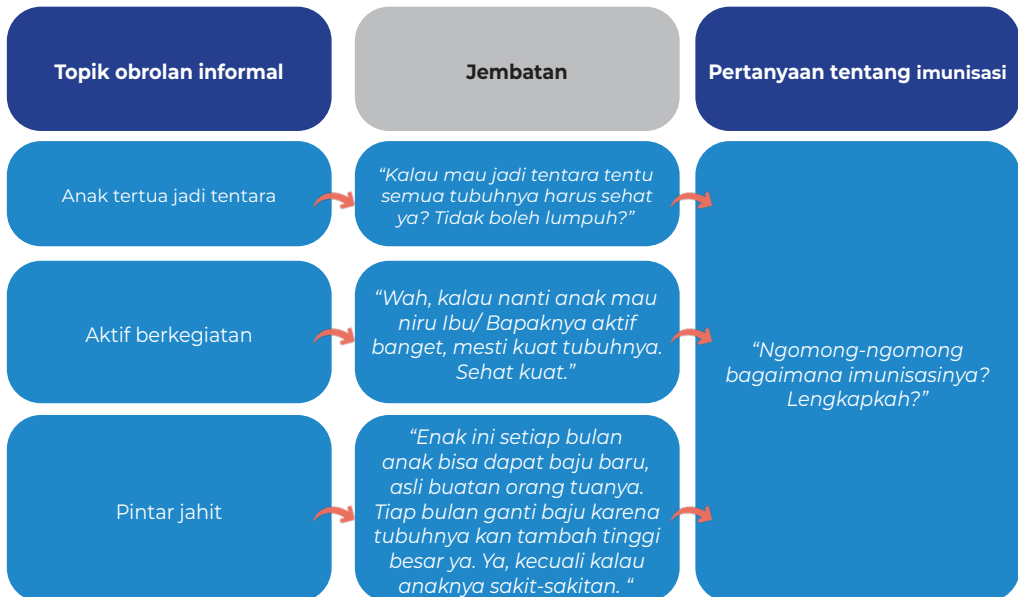 Topik obrolan informal
Jembatan
Pertanyaan tentang imunisasi
Anak tertua jadi tentara
“Kalau mau jadi tentara tentu
semua tubuhnya harus sehat
ya? Tidak boleh lumpuh?”
Aktif berkegiatan
“Wah, kalau nanti anak mau
niru Ibu/ Bapaknya aktif
banget, mesti kuat tubuhnya.
Sehat kuat.”
Pintar jahit
“Enak ini setiap bulan
anak bisa dapat baju baru,
asli buatan orang tuanya.
Tiap bulan ganti baju karena
tubuhnya kan tambah tinggi
besar ya. Ya, kecuali kalau
anaknya sakit-sakitan. “
“Ngomong-ngomong
bagaimana imunisasinya?
Lengkapkah?”